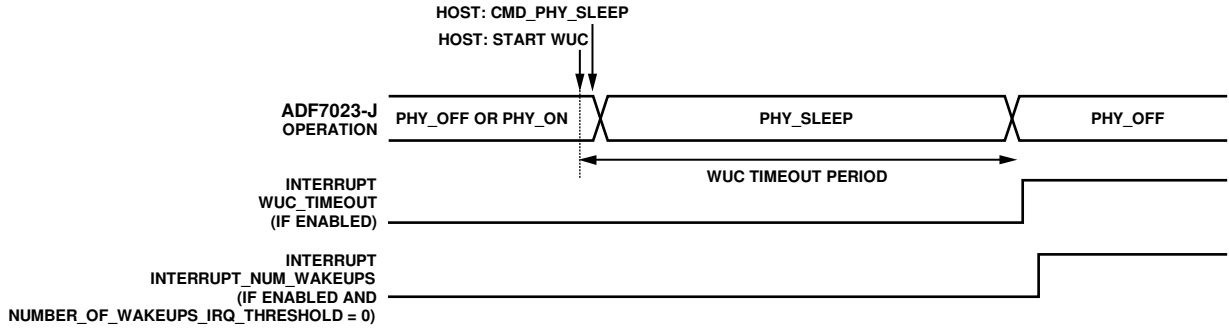 HOST: CMD_PHY_SLEEP
HOST: START WUC
ADF7023-J
OPERATION
PHY_OFF OR PHY_ON
PHY_SLEEP
PHY_OFF
WUC TIMEOUT PERIOD
INTERRUPT
WUC_TIMEOUT
(IF ENABLED)
INTERRUPT
INTERRUPT_NUM_WAKEUPS
(IF ENABLED AND
NUMBER_OF_WAKEUPS_IRQ_THRESHOLD = 0)